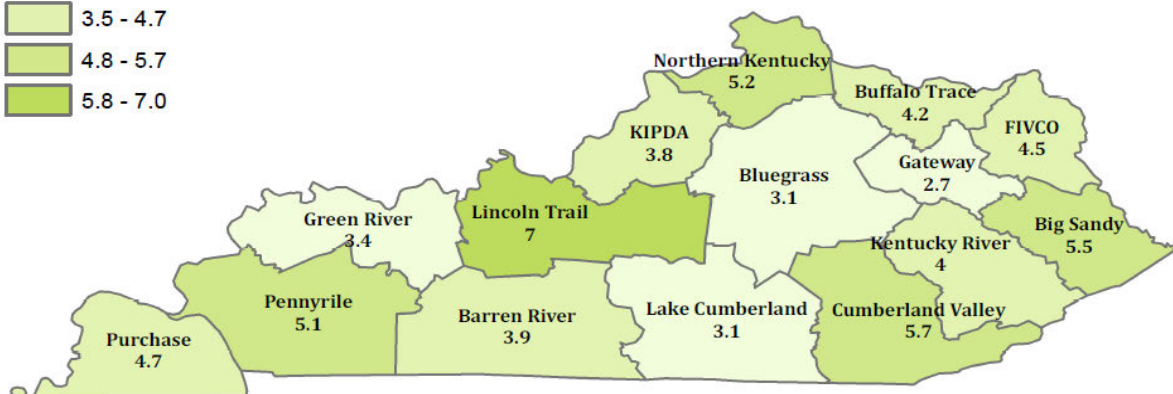 3.5 - 4.7
4.8 - 5.7
5.8 - 7.0
Northern Kentucky
5.2
Buffalo Trace
4.2
FIVCO
4.5
KIPDA
3.8
Gateway
2.7
Bluegrass
3.1
Lincoln Trail
7
Green River
3.4
Big Sandy
5.5
Kentucky River
4
Pennyrile
5.1
Barren River
3.9
Lake Cumberland
3.1
Cumberland Valley
5.7
Purchase
4.7